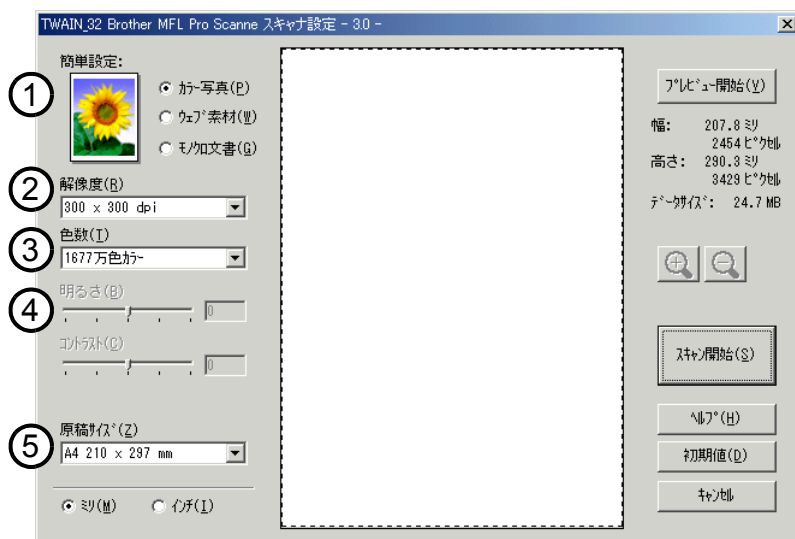 TWAIN_32 Brother MFL Pro Scanne スキャナ設定 - 3.0 -
簡単設定:
①
カラー写真(P)
ウェブ素材(W)
モノクロ文書(G)
②
解像度(R)
300 x 300 dpi
③
色数(T)
1677万色カラー
④
明るさ(B)
0
コントラスト(C)
0
⑤
原稿サイズ(Z)
A4 210 x 297 mm
ミリ(M)
インチ(I)
プレビュー開始(V)
幅: 207.8 ミリ
2454 ピクセル
高さ: 290.3 ミリ
3429 ピクセル
データサイズ: 24.7 MB
スキャン開始(S)
ヘルプ(H)
初期値(D)
キャンセル